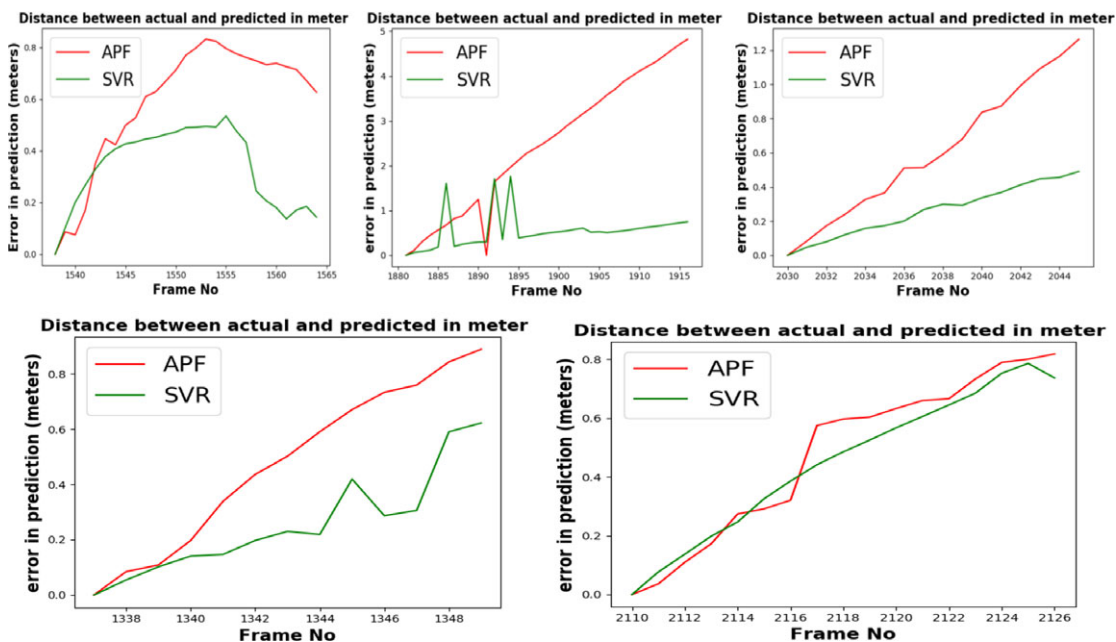 Distance between actual and predicted in meter
APF
SVR
Error in prediction (meters)
0.8
0.6
0.4
0.2
0.0
1540 1545 1550 1555 1560 1565
Frame No
Distance between actual and predicted in meter
APF
SVR
error in prediction (meters)
5
4
3
2
1
0
1880 1885 1890 1895 1900 1905 1910 1915
Frame No
Distance between actual and predicted in meter
APF
SVR
error in prediction (meters)
1.2
1.0
0.8
0.6
0.4
0.2
0.0
2030 2032 2034 2036 2038 2040 2042 2044
Frame No
Distance between actual and predicted in meter
APF
SVR
error in prediction (meters)
0.8
0.6
0.4
0.2
0.0
1338 1340 1342 1344 1346 1348
Frame No
Distance between actual and predicted in meter
APF
SVR
error in prediction (meters)
0.8
0.6
0.4
0.2
0.0
2110 2112 2114 2116 2118 2120 2122 2124 2126
Frame No